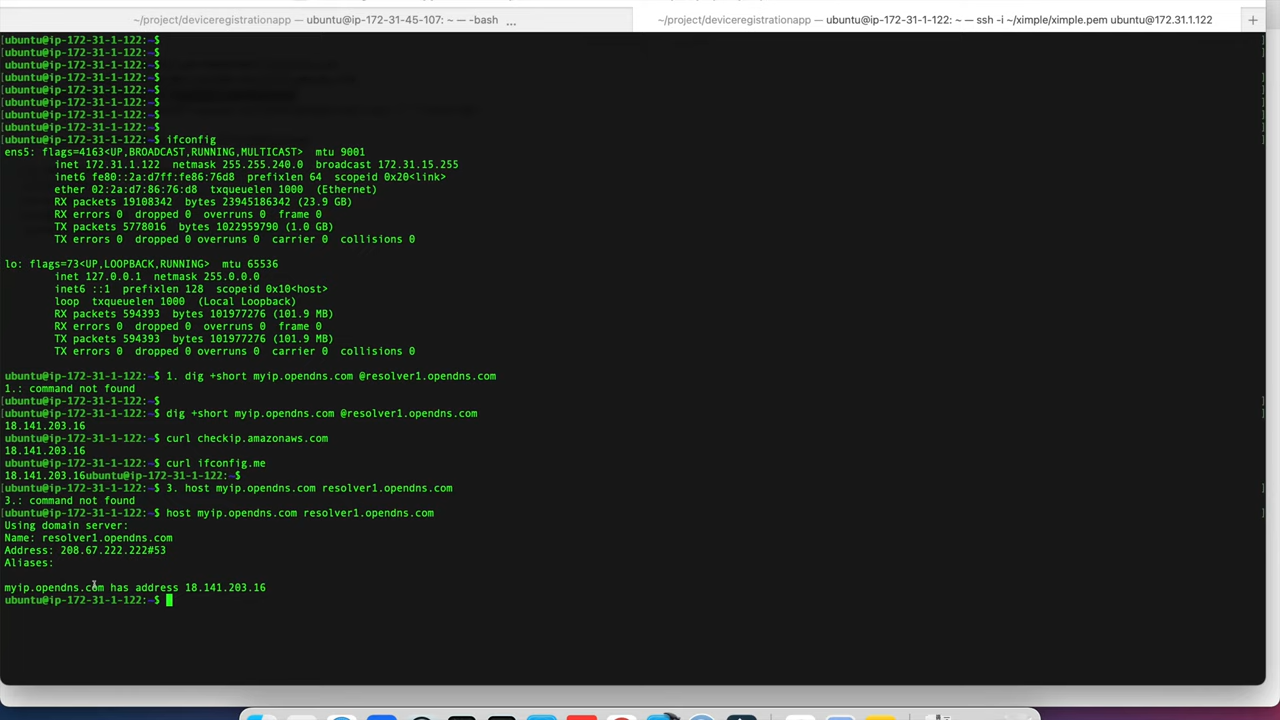 ~/project/deviceregistrationapp — ubuntu@ip-172-31-45-107: ~ — -bash ...
~/project/deviceregistrationapp — ubuntu@ip-172-31-1-122: ~ — ssh -i ~/ximple/ximple.pem ubuntu@172.31.1.122 +
[ubuntu@ip-172-31-1-122:~$ ]
[ubuntu@ip-172-31-1-122:~$ ]
ubuntu@ip-172-31-1-122:~$
[ubuntu@ip-172-31-1-122:~$ ]
[ubuntu@ip-172-31-1-122:~$ ]
[ubuntu@ip-172-31-1-122:~$ ]
[ubuntu@ip-172-31-1-122:~$ ]
[ubuntu@ip-172-31-1-122:~$ ]
[ubuntu@ip-172-31-1-122:~$ ifconfig ]
ens5: flags=4163<UP,BROADCAST,RUNNING,MULTICAST>  mtu 9001
inet 172.31.1.122  netmask 255.255.240.0  broadcast 172.31.15.255
inet6 fe80::2a:d7ff:fe86:76d8  prefixlen 64  scopeid 0x20<link>
ether 02:2a:d7:86:76:d8  txqueuelen 1000  (Ethernet)
RX packets 19108342  bytes 23945186342 (23.9 GB)
RX errors 0  dropped 0  overruns 0  frame 0
TX packets 5778016  bytes 1022959790 (1.0 GB)
TX errors 0  dropped 0 overruns 0  carrier 0  collisions 0
lo: flags=73<UP,LOOPBACK,RUNNING>  mtu 65536
inet 127.0.0.1  netmask 255.0.0.0
inet6 ::1  prefixlen 128  scopeid 0x10<host>
loop  txqueuelen 1000  (Local Loopback)
RX packets 594393  bytes 101977276 (101.9 MB)
RX errors 0  dropped 0  overruns 0  frame 0
TX packets 594393  bytes 101977276 (101.9 MB)
TX errors 0  dropped 0 overruns 0  carrier 0  collisions 0
ubuntu@ip-172-31-1-122:~$ 1. dig +short myip.opendns.com @resolver1.opendns.com
1.: command not found
[ubuntu@ip-172-31-1-122:~$ ]
[ubuntu@ip-172-31-1-122:~$ dig +short myip.opendns.com @resolver1.opendns.com ]
18.141.203.16
[ubuntu@ip-172-31-1-122:~$ curl checkip.amazonaws.com ]
18.141.203.16
[ubuntu@ip-172-31-1-122:~$ curl ifconfig.me ]
18.141.203.16ubuntu@ip-172-31-1-122:~$
[ubuntu@ip-172-31-1-122:~$ 3. host myip.opendns.com resolver1.opendns.com ]
3.: command not found
[ubuntu@ip-172-31-1-122:~$ host myip.opendns.com resolver1.opendns.com ]
Using domain server:
Name: resolver1.opendns.com
Address: 208.67.222.222#53
Aliases:
myip.opendns.com has address 18.141.203.16
ubuntu@ip-172-31-1-122:~$